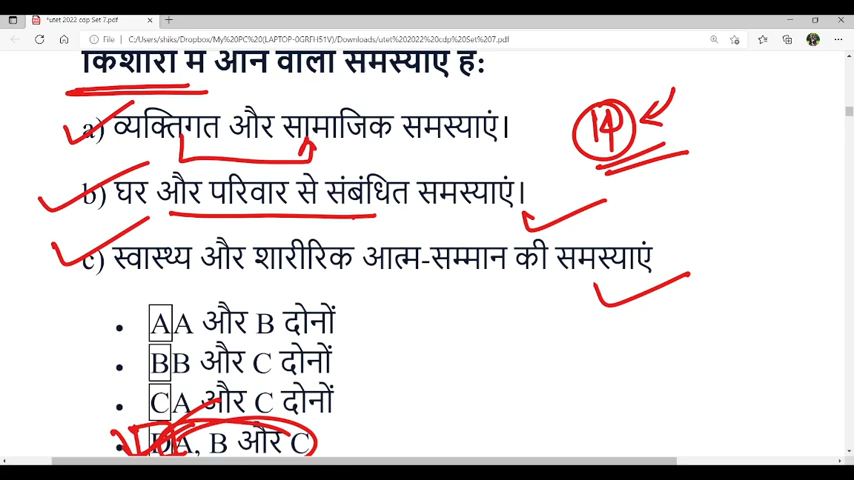 *utet 2022 cdp Set 7.pdf
File | C:/Users/shiks/Dropbox/My%20PC%20(LAPTOP-0GRFH51V)/Downloads/utet%202022%20cdp%20Set%207.pdf
किशोरों में आने वाली समस्याएं हैं:
a) व्यक्तिगत और सामाजिक समस्याएं।
14
b) घर और परिवार से संबंधित समस्याएं।
c) स्वास्थ्य और शारीरिक आत्म-सम्मान की समस्याएं
• A A और B दोनों
• B B और C दोनों
• C A और C दोनों
• D A, B और C